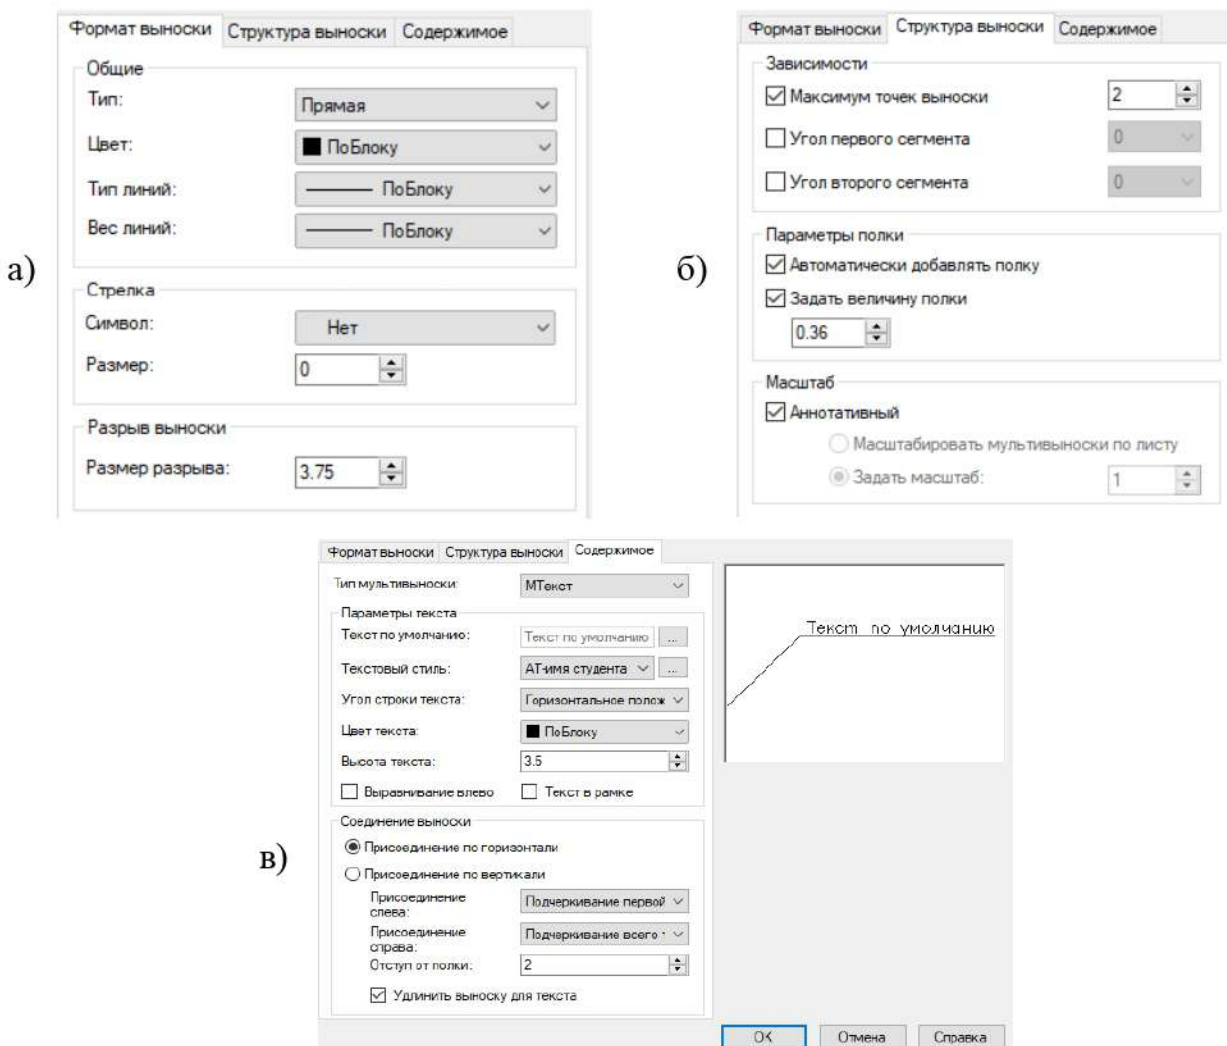 а)
Формат выноски Структура выноски Содержимое
Общие
Тип: Прямая
Цвет: ПоБлоку
Тип линий: ПоБлоку
Вес линий: ПоБлоку
Стрелка
Символ: Нет
Размер: 0
Разрыв выноски
Размер разрыва: 3.75
б)
Формат выноски Структура выноски Содержимое
Зависимости
Максимум точек выноски 2
Угол первого сегмента 0
Угол второго сегмента 0
Параметры полки
Автоматически добавлять полку
Задать величину полки
0.36
Масштаб
Аннотативный
Масштабировать мультивыноски по листу
Задать масштаб: 1
в)
Формат выноски Структура выноски Содержимое
Тип мультивыноски: МТекст
Параметры текста
Текст по умолчанию: Текст по умолчанию ...
Текстовый стиль: АТ-имя студента ...
Угол строки текста: Горизонтальное полож
Цвет текста: ПоБлоку
Высота текста: 3.5
Выравнивание влево Текст в рамке
Соединение выноски
Присоединение по горизонтали
Присоединение по вертикали
Присоединение
слева: Подчеркивание первой
Присоединение
справа: Подчеркивание всего т
Отступ от полки: 2
Удлинить выноску для текста
Текст по умолчанию
ОК Отмена Справка